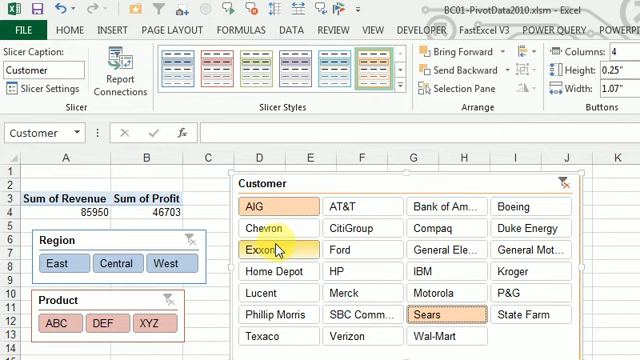 BC01-PivotData2010.xlsm - Excel
FILE HOME INSERT PAGE LAYOUT FORMULAS DATA REVIEW VIEW DEVELOPER FastExcel V3 POWER QUERY
Slicer Caption:
Customer
Slicer Settings
Report
Connections
Slicer
Slicer Styles
Bring Forward
Send Backward
Selection Pane
Arrange
Columns: 4
Height: 0.25"
Width: 1.07"
Buttons
Customer
fx
A B C D E F G H I J K
1
2
3 Sum of Revenue Sum of Profit
4 85950 46703
5
6
7
8
9
10
11
12
13
14
Region
East Central West
Product
ABC DEF XYZ
Customer
AIG AT&T Bank of Am... Boeing
Chevron CitiGroup Compaq Duke Energy
Exxon Ford General Ele... General Mot...
Home Depot HP IBM Kroger
Lucent Merck Motorola P&G
Phillip Morris SBC Comm... Sears State Farm
Texaco Verizon Wal-Mart